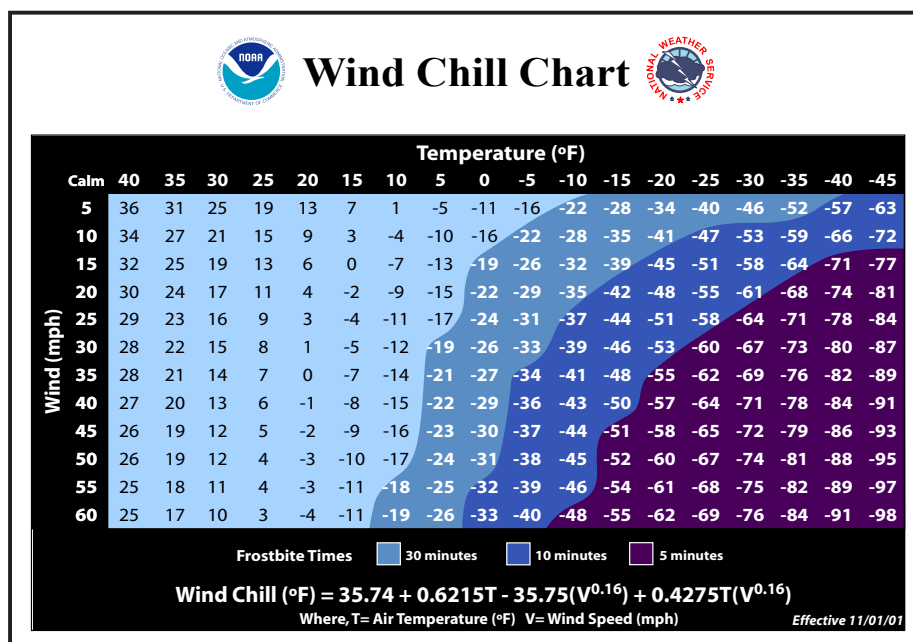 NATIONAL OCEANIC AND ATMOSPHERIC ADMINISTRATION
NOAA
U.S. DEPARTMENT OF COMMERCE
Wind Chill Chart
NATIONAL WEATHER SERVICE
Temperature (ºF)
Calm 40 35 30 25 20 15 10 5 0 -5 -10 -15 -20 -25 -30 -35 -40 -45
Wind (mph)
5 36 31 25 19 13 7 1 -5 -11 -16 -22 -28 -34 -40 -46 -52 -57 -63
10 34 27 21 15 9 3 -4 -10 -16 -22 -28 -35 -41 -47 -53 -59 -66 -72
15 32 25 19 13 6 0 -7 -13 -19 -26 -32 -39 -45 -51 -58 -64 -71 -77
20 30 24 17 11 4 -2 -9 -15 -22 -29 -35 -42 -48 -55 -61 -68 -74 -81
25 29 23 16 9 3 -4 -11 -17 -24 -31 -37 -44 -51 -58 -64 -71 -78 -84
30 28 22 15 8 1 -5 -12 -19 -26 -33 -39 -46 -53 -60 -67 -73 -80 -87
35 28 21 14 7 0 -7 -14 -21 -27 -34 -41 -48 -55 -62 -69 -76 -82 -89
40 27 20 13 6 -1 -8 -15 -22 -29 -36 -43 -50 -57 -64 -71 -78 -84 -91
45 26 19 12 5 -2 -9 -16 -23 -30 -37 -44 -51 -58 -65 -72 -79 -86 -93
50 26 19 12 4 -3 -10 -17 -24 -31 -38 -45 -52 -60 -67 -74 -81 -88 -95
55 25 18 11 4 -3 -11 -18 -25 -32 -39 -46 -54 -61 -68 -75 -82 -89 -97
60 25 17 10 3 -4 -11 -19 -26 -33 -40 -48 -55 -62 -69 -76 -84 -91 -98
Frostbite Times 30 minutes 10 minutes 5 minutes
Wind Chill (ºF) = 35.74 + 0.6215T - 35.75(V^0.16) + 0.4275T(V^0.16)
Where, T= Air Temperature (ºF) V= Wind Speed (mph)
Effective 11/01/01